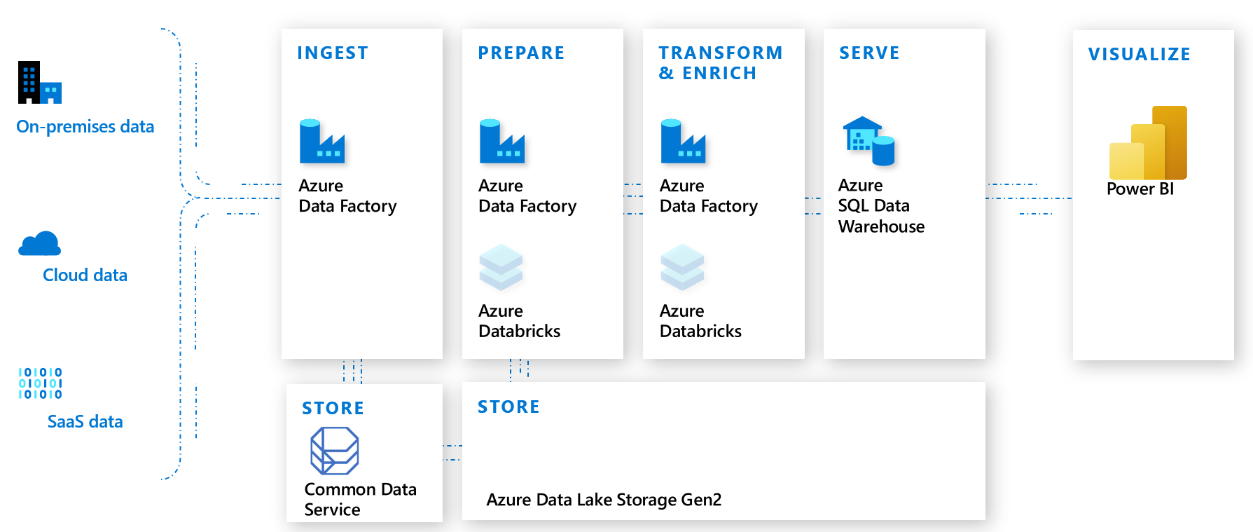 INGEST
PREPARE
TRANSFORM
& ENRICH
SERVE
VISUALIZE
On-premises data
Cloud data
SaaS data
Azure
Data Factory
Azure
Data Factory
Azure
Databricks
Azure
Data Factory
Azure
Databricks
Azure
SQL Data
Warehouse
Power BI
STORE
Common Data
Service
STORE
Azure Data Lake Storage Gen2